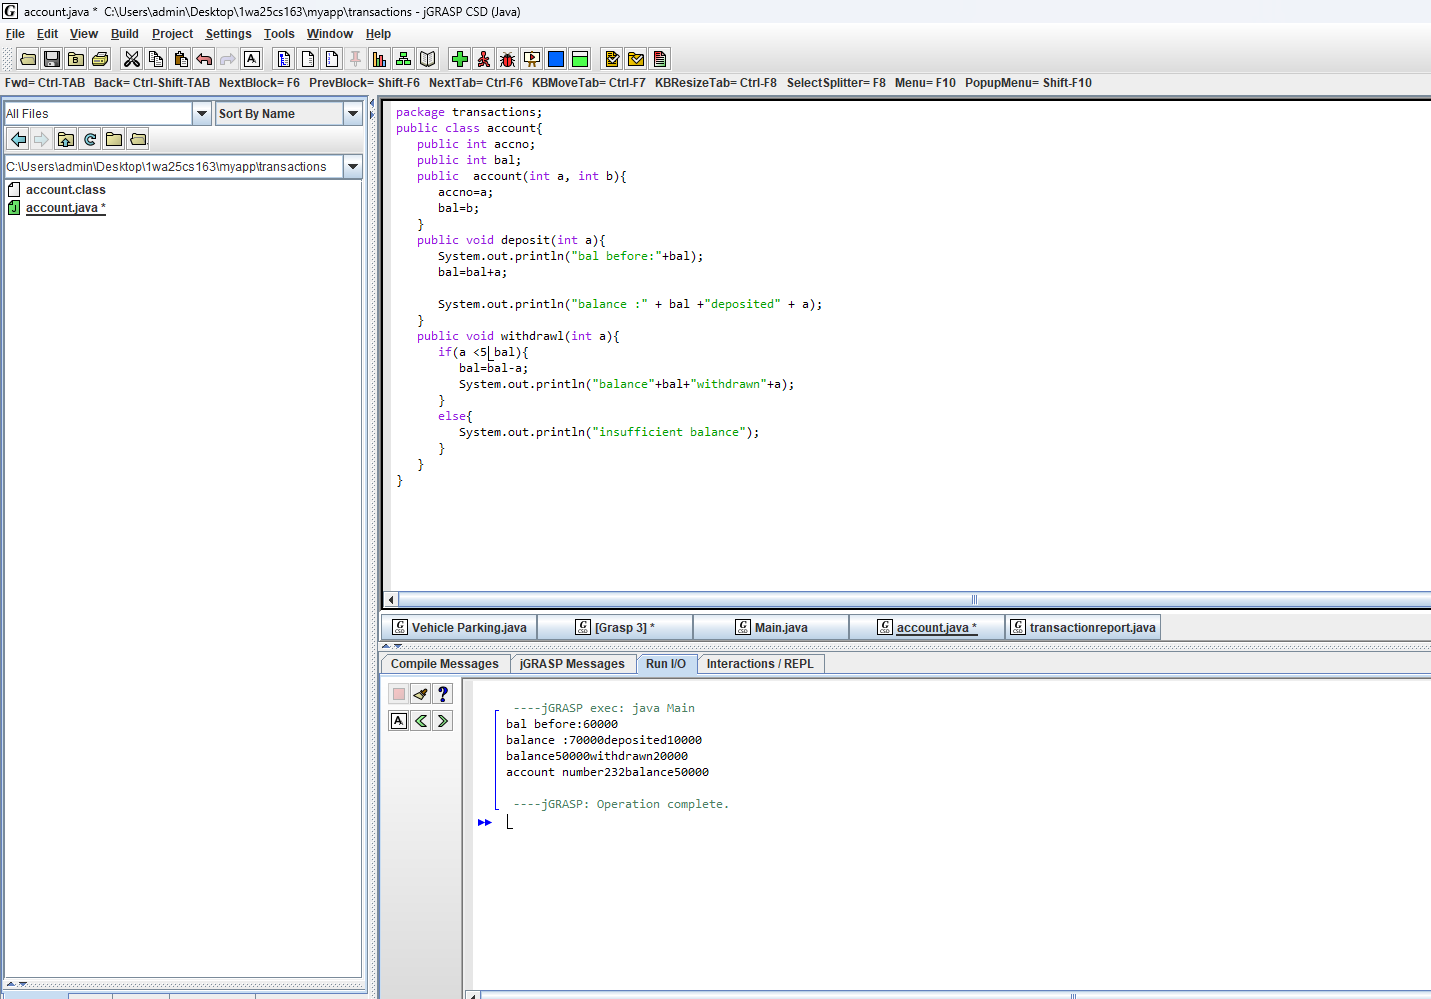 account.java *  C:\Users\admin\Desktop\1wa25cs163\myapp\transactions - jGRASP CSD (Java)
File Edit View Build Project Settings Tools Window Help
Fwd= Ctrl-TAB Back= Ctrl-Shift-TAB NextBlock= F6 PrevBlock= Shift-F6 NextTab= Ctrl-F6 KBMoveTab= Ctrl-F7 KBResizeTab= Ctrl-F8 SelectSplitter= F8 Menu= F10 PopupMenu= Shift-F10
All Files
Sort By Name
C:\Users\admin\Desktop\1wa25cs163\myapp\transactions
account.class
account.java *
package transactions;
public class account{
   public int accno;
   public int bal;
   public  account(int a, int b){
      accno=a;
      bal=b;
   }
   public void deposit(int a){
      System.out.println("bal before:"+bal);
      bal=bal+a;
      System.out.println("balance :" + bal +"deposited" + a);
   }
   public void withdrawl(int a){
      if(a <5 bal){
         bal=bal-a;
         System.out.println("balance"+bal+"withdrawn"+a);
      }
      else{
         System.out.println("insufficient balance");
      }
   }
}
Vehicle Parking.java
[Grasp 3] *
Main.java
account.java *
transactionreport.java
Compile Messages
jGRASP Messages
Run I/O
Interactions / REPL
----jGRASP exec: java Main
bal before:60000
balance :70000deposited10000
balance50000withdrawn20000
account number232balance50000
----jGRASP: Operation complete.